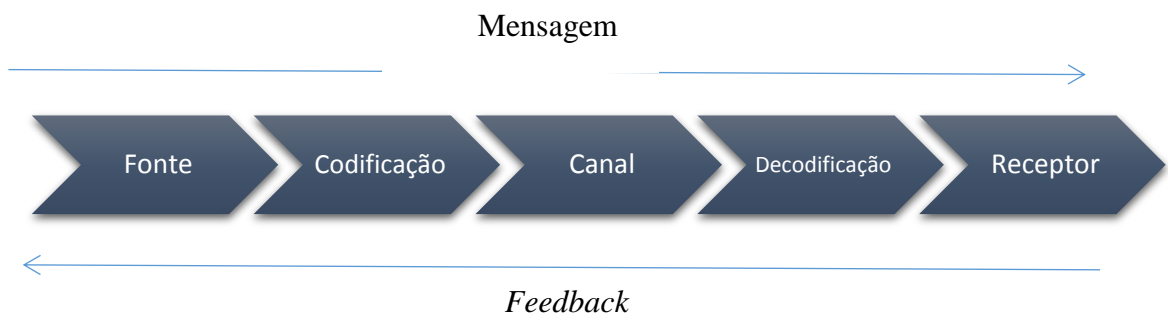 Mensagem
Fonte
Codificação
Canal
Decodificação
Receptor
Feedback